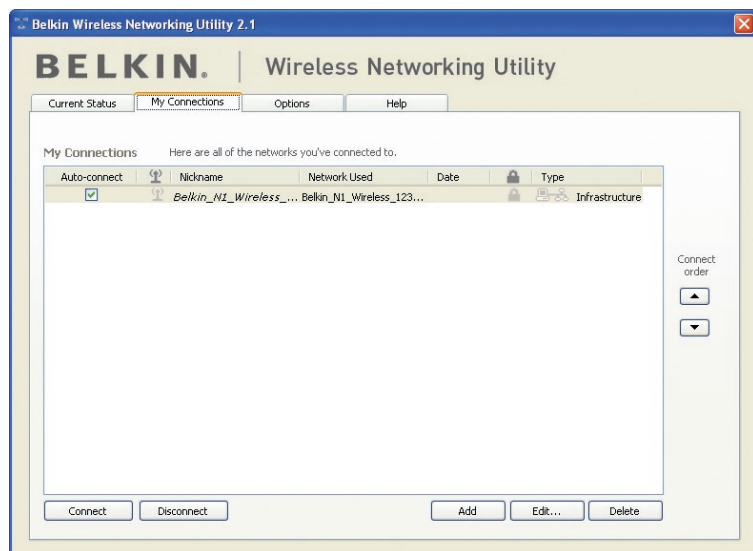 Belkin Wireless Networking Utility 2.1
BELKIN. | Wireless Networking Utility
Current Status My Connections Options Help
My Connections Here are all of the networks you've connected to.
Auto-connect Nickname Network Used Date Type
Belkin_N1_Wireless_... Belkin_N1_Wireless_123... Infrastructure
Connect
order
Connect Disconnect Add Edit... Delete